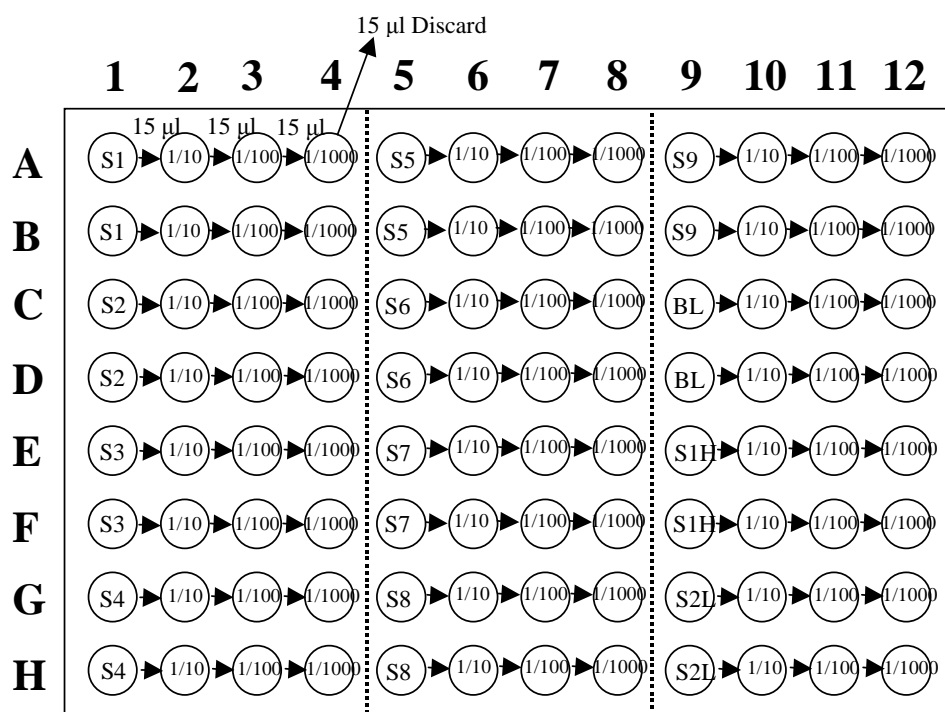 15 µl Discard
1 2 3 4 5 6 7 8 9 10 11 12
15 µl 15 µl 15 µl
A S1 1/10 1/100 1/1000 S5 1/10 1/100 1/1000 S9 1/10 1/100 1/1000
B S1 1/10 1/100 1/1000 S5 1/10 1/100 1/1000 S9 1/10 1/100 1/1000
C S2 1/10 1/100 1/1000 S6 1/10 1/100 1/1000 BL 1/10 1/100 1/1000
D S2 1/10 1/100 1/1000 S6 1/10 1/100 1/1000 BL 1/10 1/100 1/1000
E S3 1/10 1/100 1/1000 S7 1/10 1/100 1/1000 S1H 1/10 1/100 1/1000
F S3 1/10 1/100 1/1000 S7 1/10 1/100 1/1000 S1H 1/10 1/100 1/1000
G S4 1/10 1/100 1/1000 S8 1/10 1/100 1/1000 S2L 1/10 1/100 1/1000
H S4 1/10 1/100 1/1000 S8 1/10 1/100 1/1000 S2L 1/10 1/100 1/1000